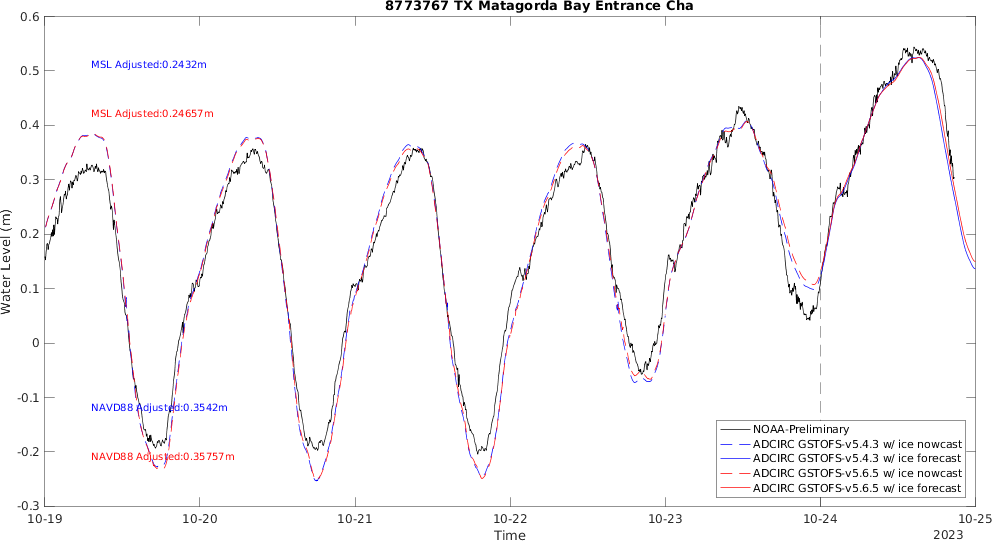 8773767 TX Matagorda Bay Entrance Cha
0.6
0.5
0.4
0.3
0.2
0.1
0
-0.1
-0.2
-0.3
Water Level (m)
MSL Adjusted:0.2432m
MSL Adjusted:0.24657m
NAVD88 Adjusted:0.3542m
NAVD88 Adjusted:0.35757m
NOAA-Preliminary
ADCIRC GSTOFS-v5.4.3 w/ ice nowcast
ADCIRC GSTOFS-v5.4.3 w/ ice forecast
ADCIRC GSTOFS-v5.6.5 w/ ice nowcast
ADCIRC GSTOFS-v5.6.5 w/ ice forecast
10-19 10-20 10-21 10-22 10-23 10-24 10-25
Time
2023